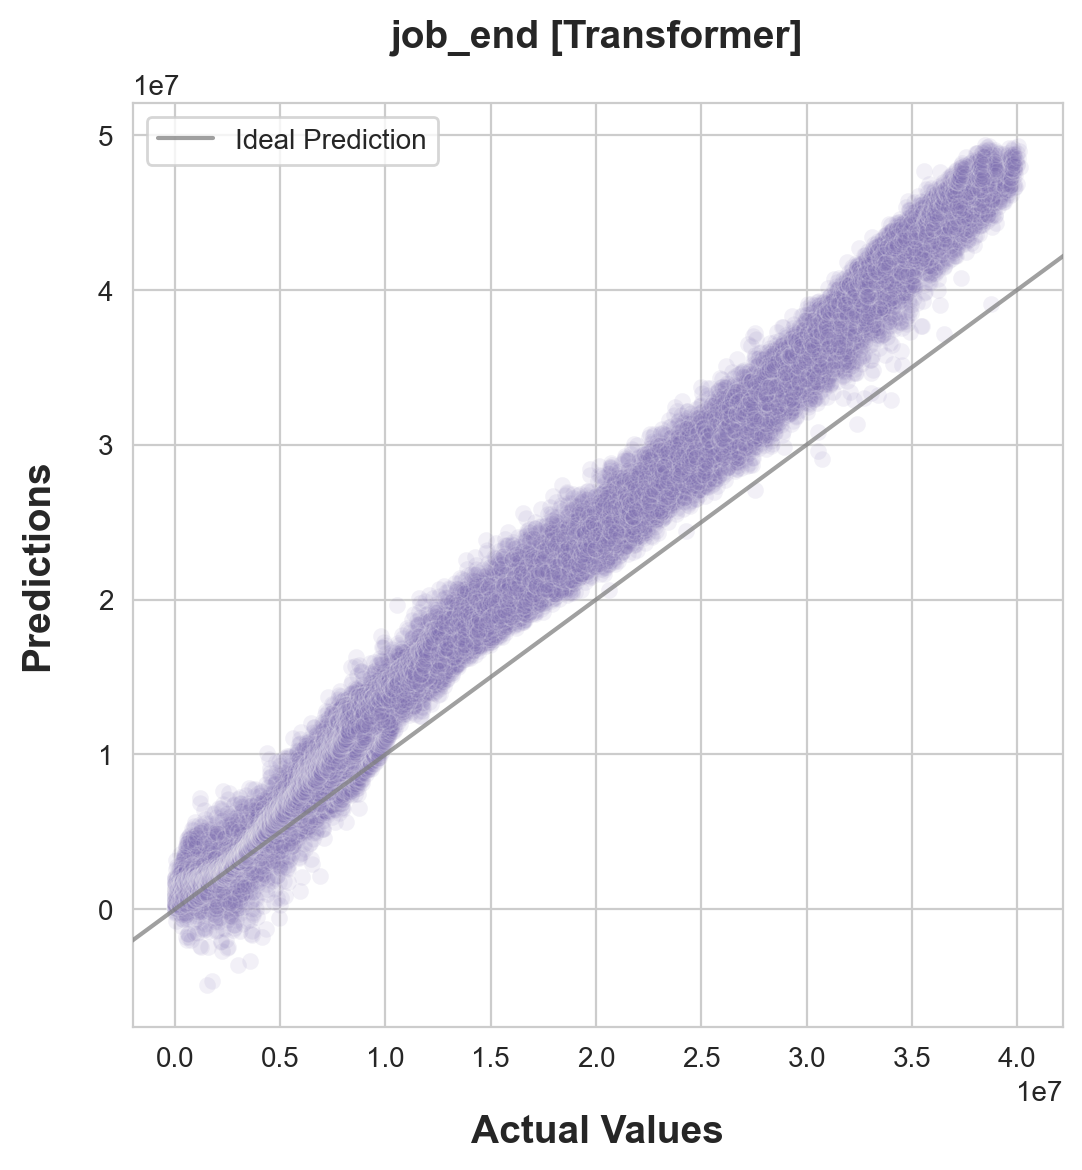 job_end [Transformer]
1e7
Ideal Prediction
5
4
3
2
1
0
Predictions
0.0 0.5 1.0 1.5 2.0 2.5 3.0 3.5 4.0
1e7
Actual Values